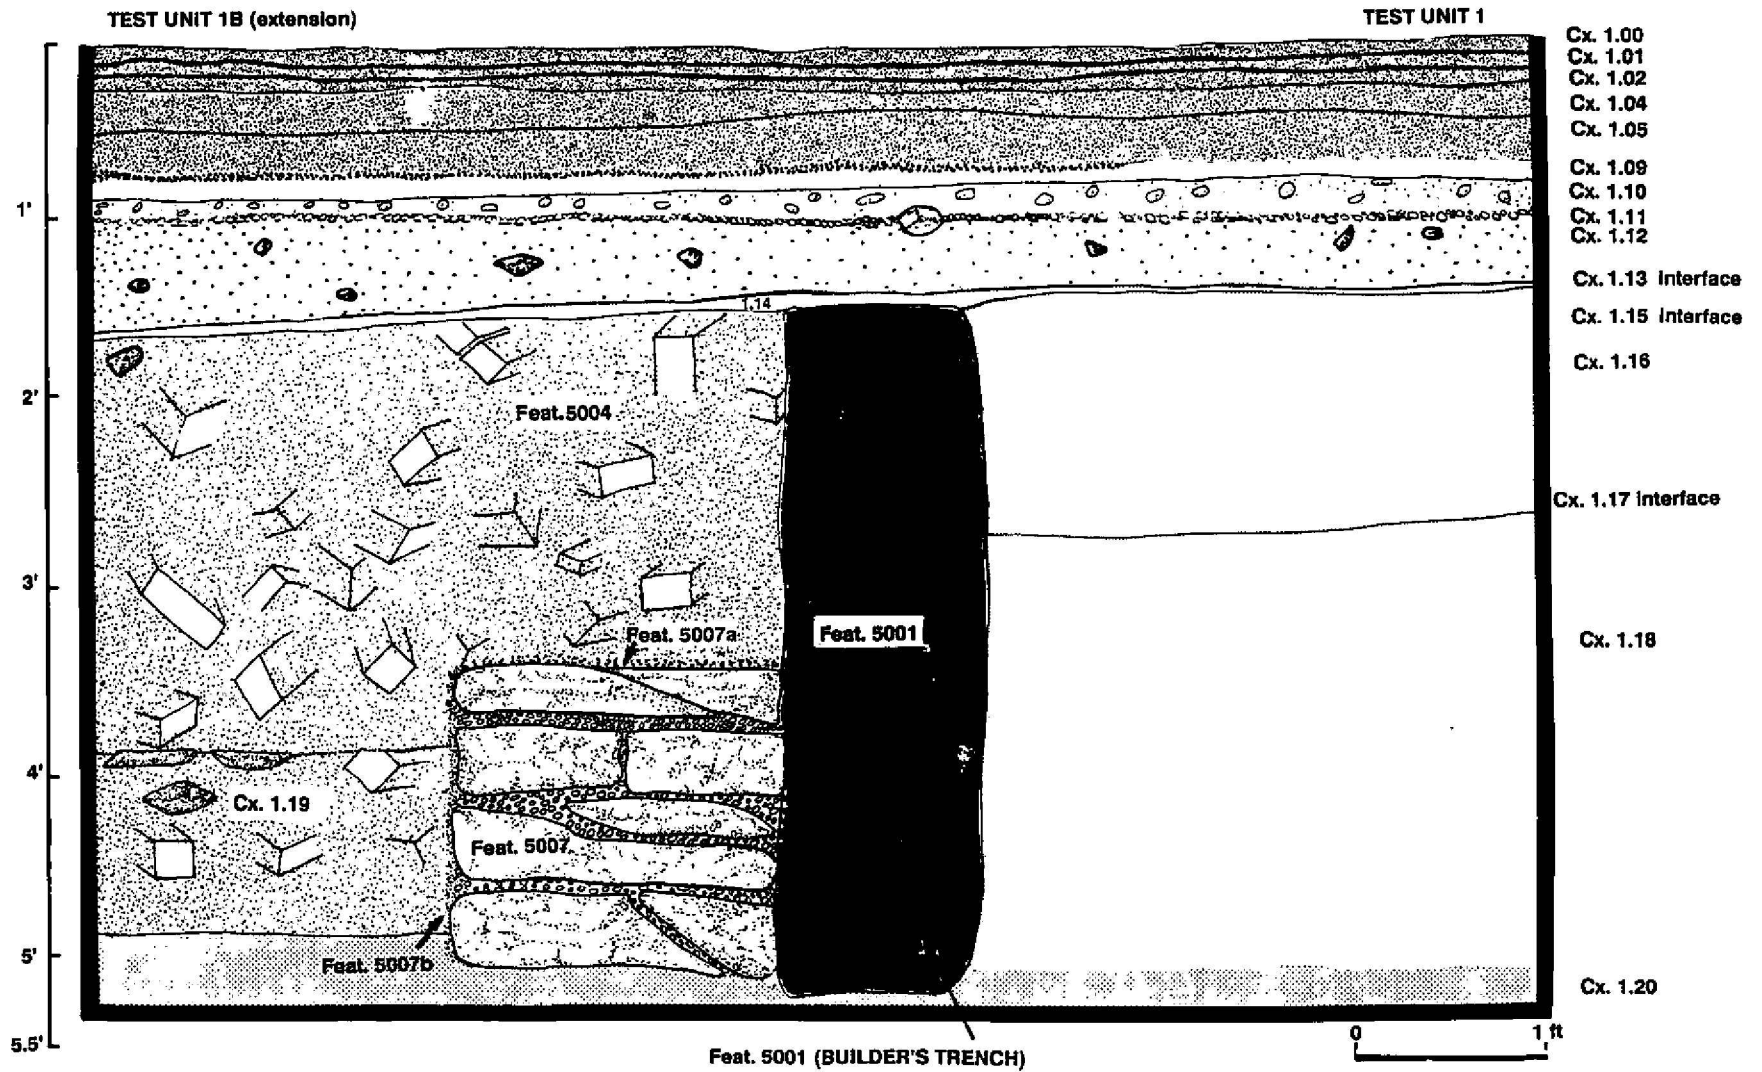 TEST UNIT 1B (extension)
TEST UNIT 1
Cx. 1.00
Cx. 1.01
Cx. 1.02
Cx. 1.04
Cx. 1.05
Cx. 1.09
Cx. 1.10
1'
Cx. 1.11
Cx. 1.12
Cx. 1.13 interface
1.14
Cx. 1.15 interface
Cx. 1.16
2'
Feat.5004
Cx. 1.17 interface
3'
Feat. 5007a
Feat. 5001
Cx. 1.18
4'
Cx. 1.19
Feat. 5007
5'
Feat. 5007b
Cx. 1.20
5.5'
Feat. 5001 (BUILDER'S TRENCH)
0 1 ft